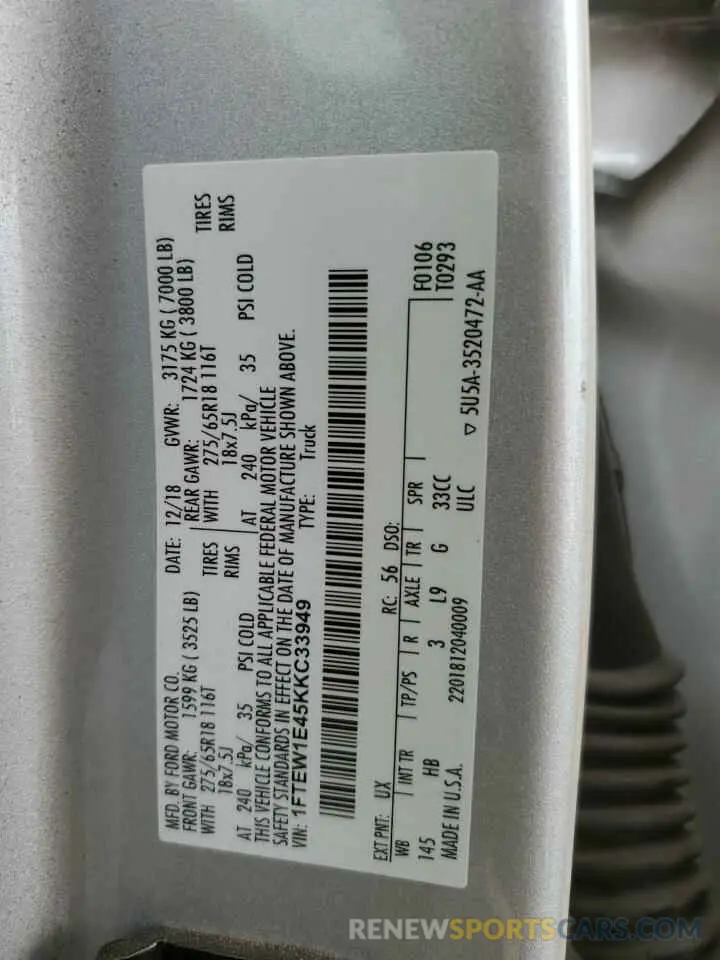 MFD. BY FORD MOTOR CO.
DATE: 12/18 GVWR: 3175 KG ( 7000 LB)
FRONT GAWR: 1599 KG ( 3525 LB)
REAR GAWR: 1724 KG ( 3800 LB)
WITH 275/65R18 116T TIRES
WITH 275/65R18 116T TIRES
18x7.5J RIMS
18x7.5J RIMS
AT 240 kPa/ 35 PSI COLD
AT 240 kPa/ 35 PSI COLD
THIS VEHICLE CONFORMS TO ALL APPLICABLE FEDERAL MOTOR VEHICLE
SAFETY STANDARDS IN EFFECT ON THE DATE OF MANUFACTURE SHOWN ABOVE.
VIN: 1FTEW1E45KKC33949 TYPE: Truck
EXT PNT: UX RC: 56 DSO: F0106
WB INT TR TP/PS R AXLE TR SPR T0293
145 HB 3 L9 G 33CC
MADE IN U.S.A. 2201812040009 ULC
▽ 5U5A-3520472-AA
RENEWSPORTSCARS.COM